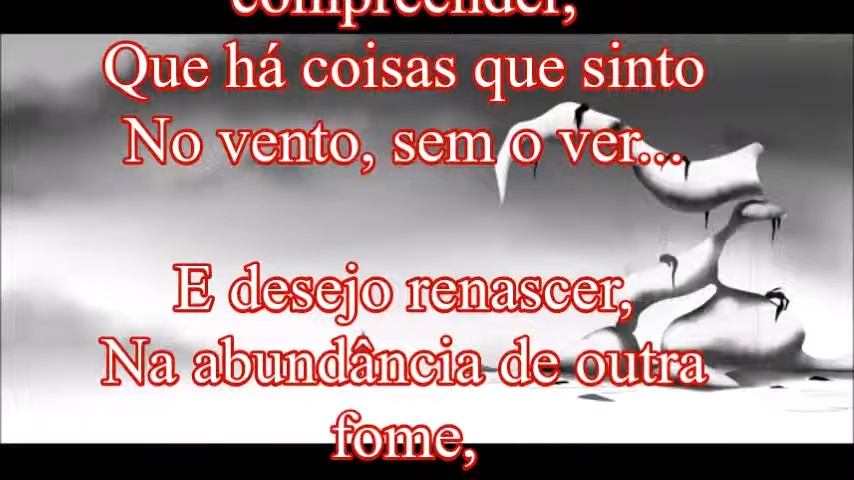 compreender,
Que há coisas que sinto
No vento, sem o ver...
E desejo renascer,
Na abundância de outra
fome,